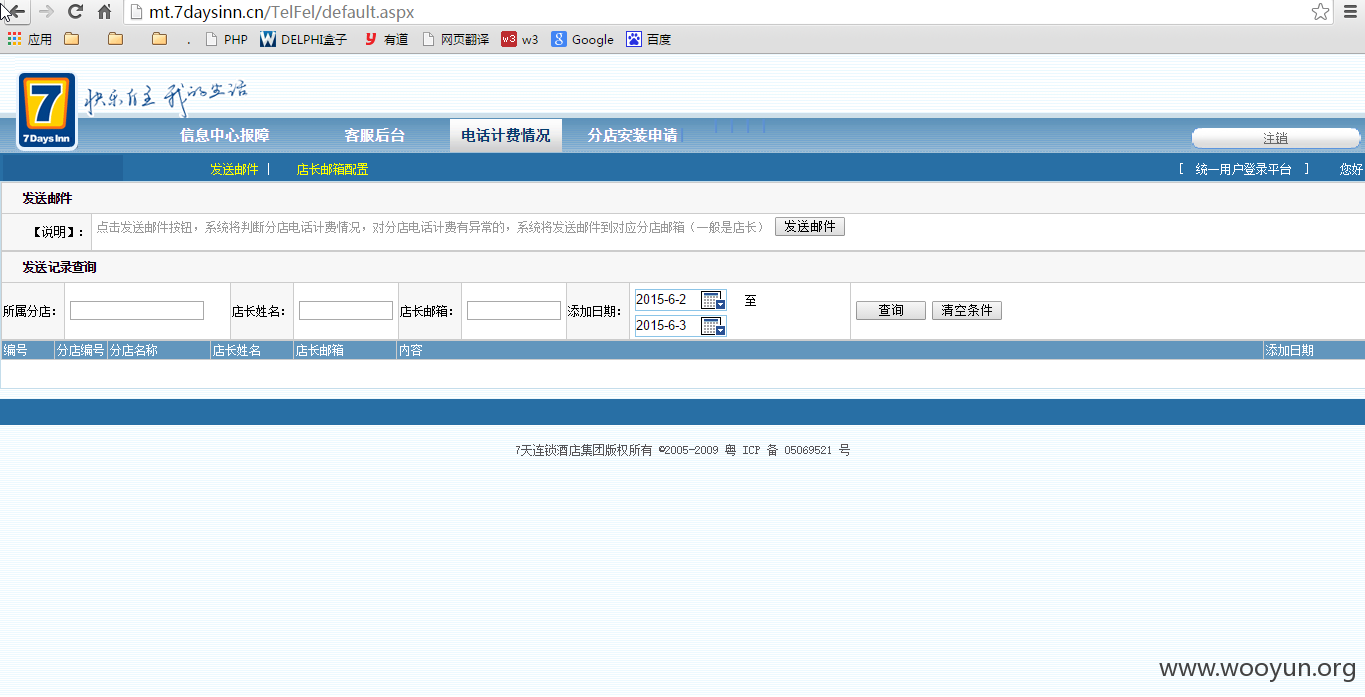 mt.7daysinn.cn/TelFel/default.aspx
应用 . PHP DELPHI盒子 有道 网页翻译 w3 w3 Google 百度
7 快乐自主 我的生活
7 Days Inn
信息中心报障 客服后台 电话计费情况 分店安装申请 注销
发送邮件 | 店长邮箱配置 [ 统一用户登录平台 ] 您好
发送邮件
【说明】： 点击发送邮件按钮，系统将判断分店电话计费情况，对分店电话计费有异常的，系统将发送邮件到对应分店邮箱（一般是店长） 发送邮件
发送记录查询
所属分店： 店长姓名： 店长邮箱： 添加日期： 2015-6-2 至 2015-6-3 查询 清空条件
编号 分店编号 分店名称 店长姓名 店长邮箱 内容 添加日期
7天连锁酒店集团版权所有 ©2005-2009 粤 ICP 备 05069521 号
www.wooyun.org